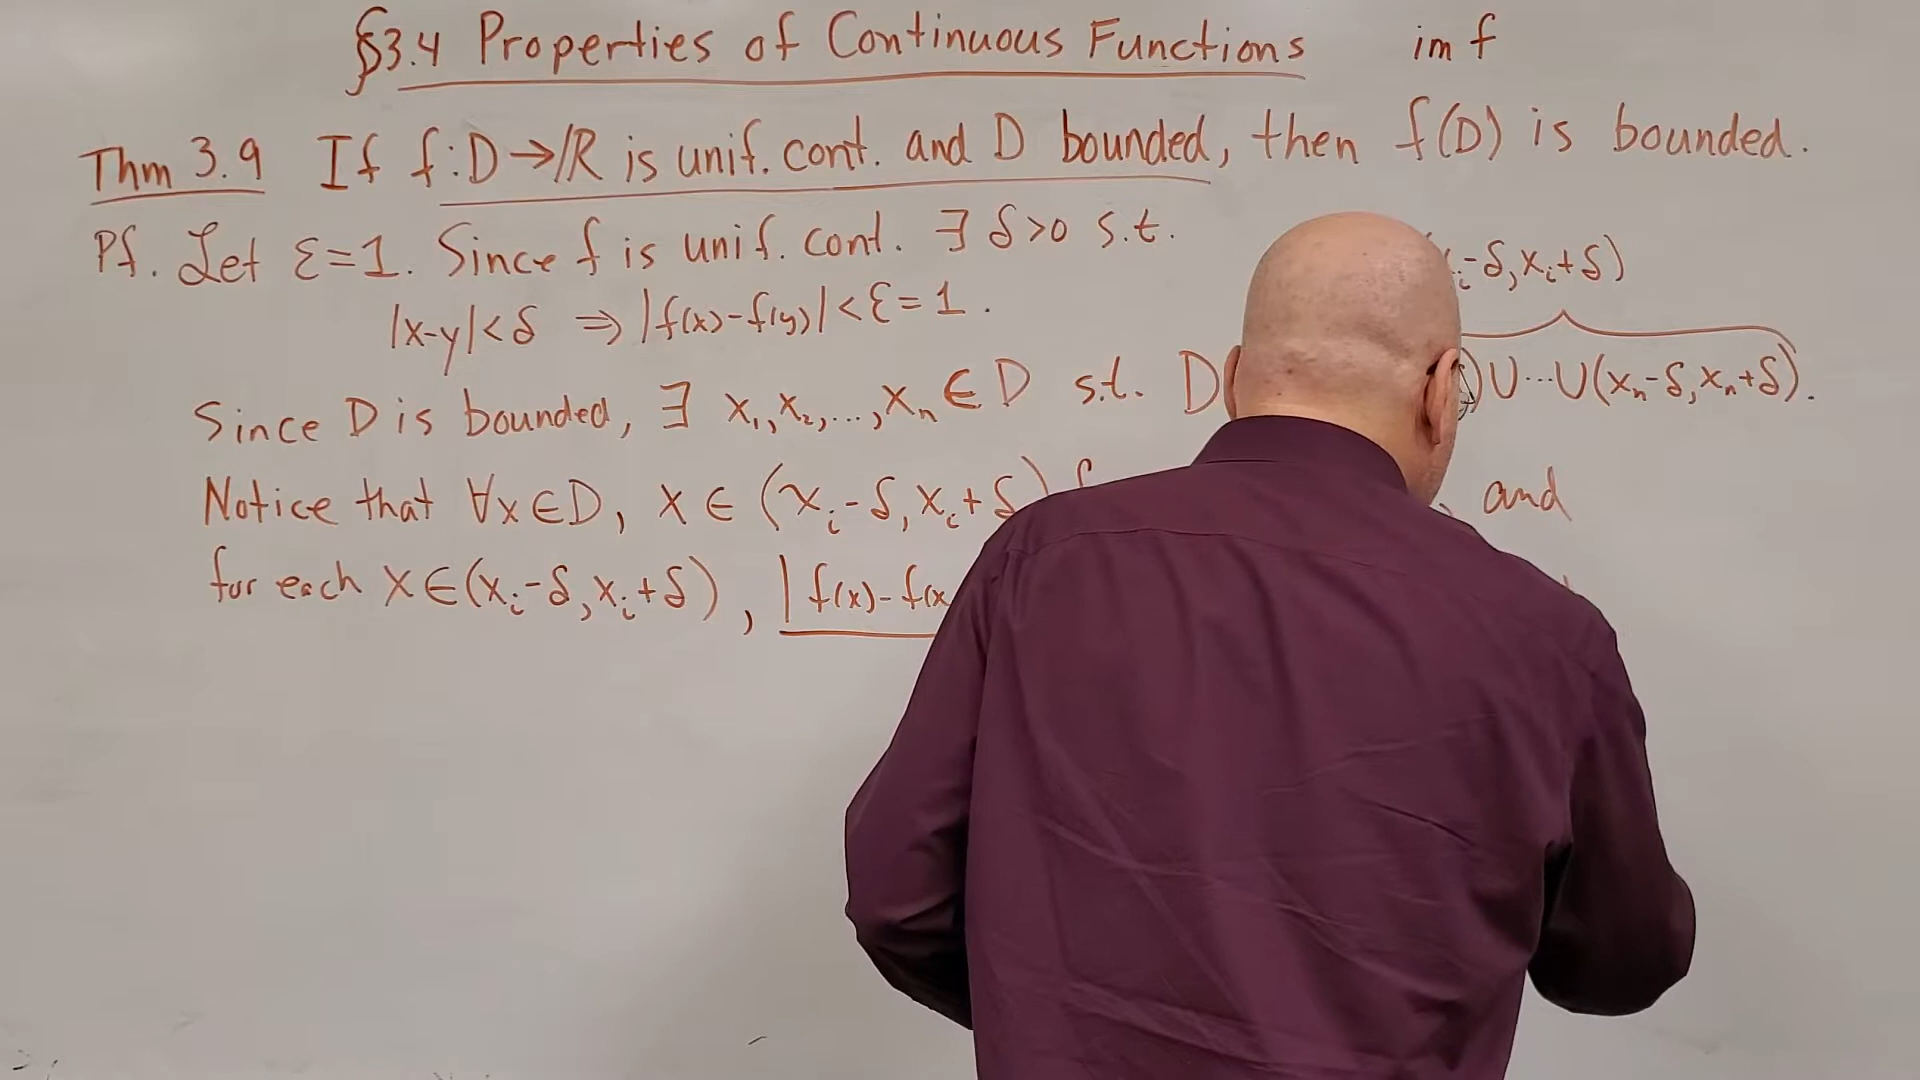 §3.4 Properties of Continuous Functions im f
Thm 3.9 If f:D→ℝ is unif. cont. and D bounded, then f(D) is bounded.
Pf. Let ε=1. Since f is unif. cont. ∃ δ>0 s.t.
-δ,xᵢ+δ)
|x-y|<δ ⇒ |f(x)-f(y)|<ε=1.
Since D is bounded, ∃ x₁,x₂,...,xₙ ∈ D s.t. D )∪...∪(xₙ-δ,xₙ+δ).
Notice that ∀x∈D, x ∈ (xᵢ-δ,xᵢ+δ) and
for each x∈(xᵢ-δ,xᵢ+δ), |f(x)-f(x